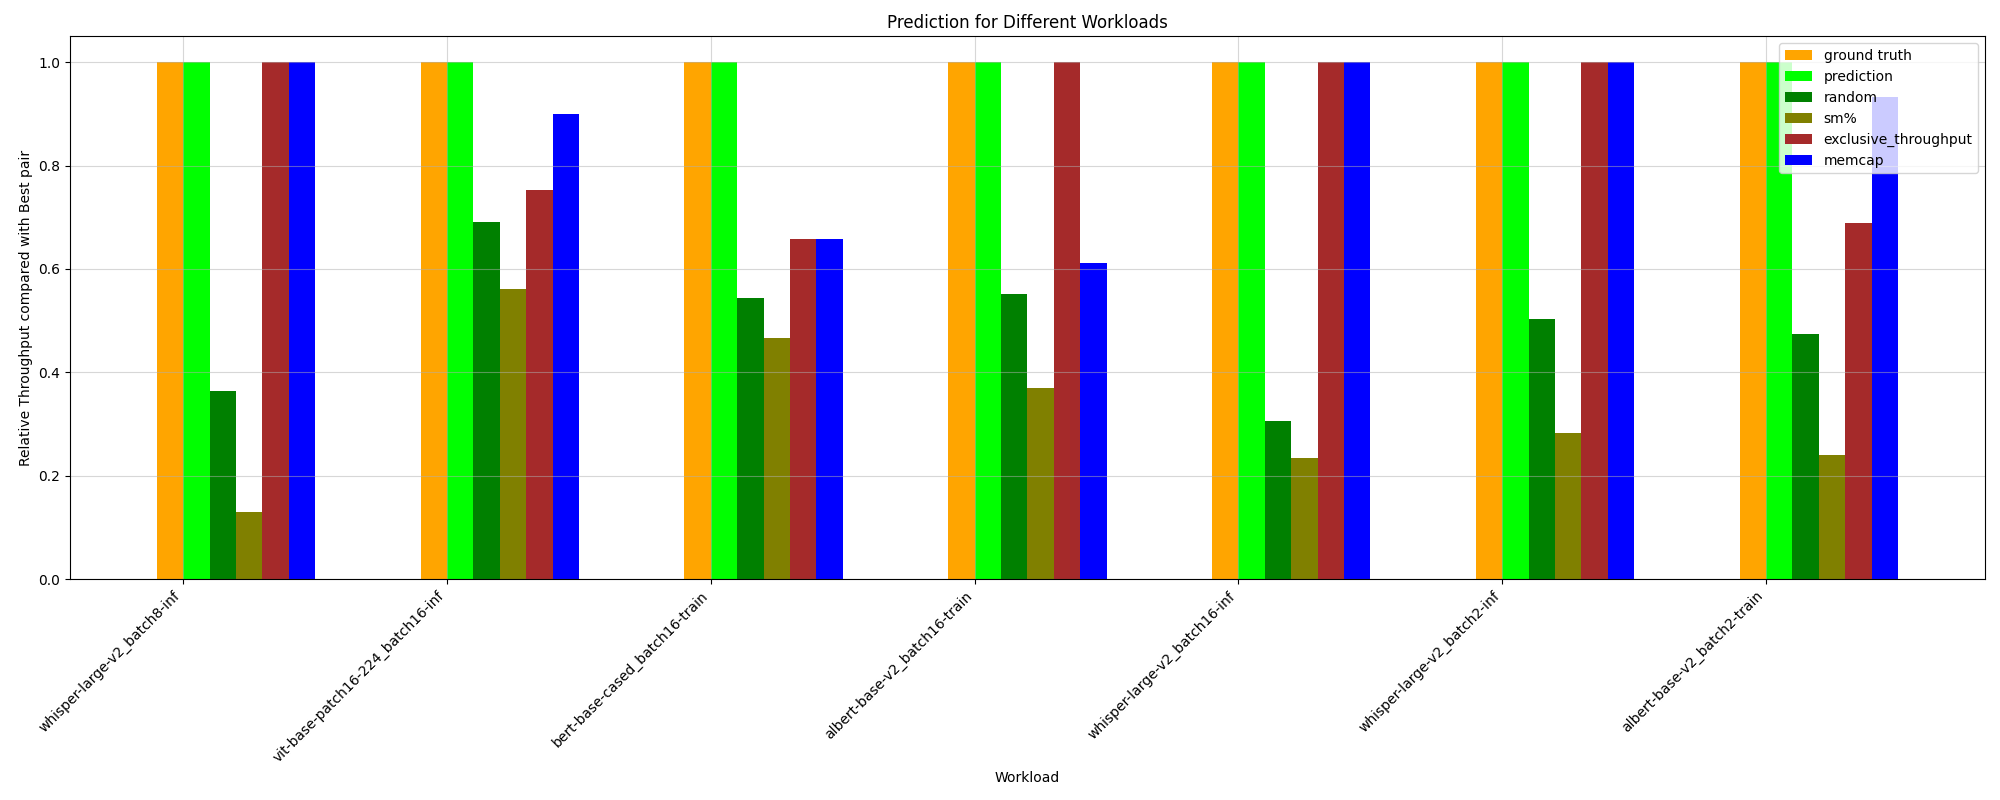 Prediction for Different Workloads
Relative Throughput compared with Best pair
1.0
0.8
0.6
0.4
0.2
0.0
ground truth
prediction
random
sm%
exclusive_throughput
memcap
whisper-large-v2_batch8-inf
vit-base-patch16-224_batch16-inf
bert-base-cased_batch16-train
albert-base-v2_batch16-train
whisper-large-v2_batch16-inf
whisper-large-v2_batch2-inf
albert-base-v2_batch2-train
Workload